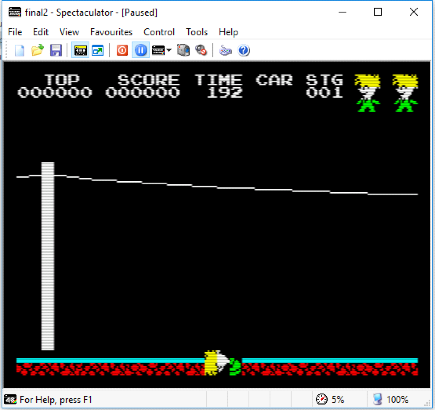 final2 - Spectaculator - [Paused]
File Edit View Favourites Control Tools Help
TOP SCORE TIME CAR STG
000000 000000 192 001
For Help, press F1 5% 100%